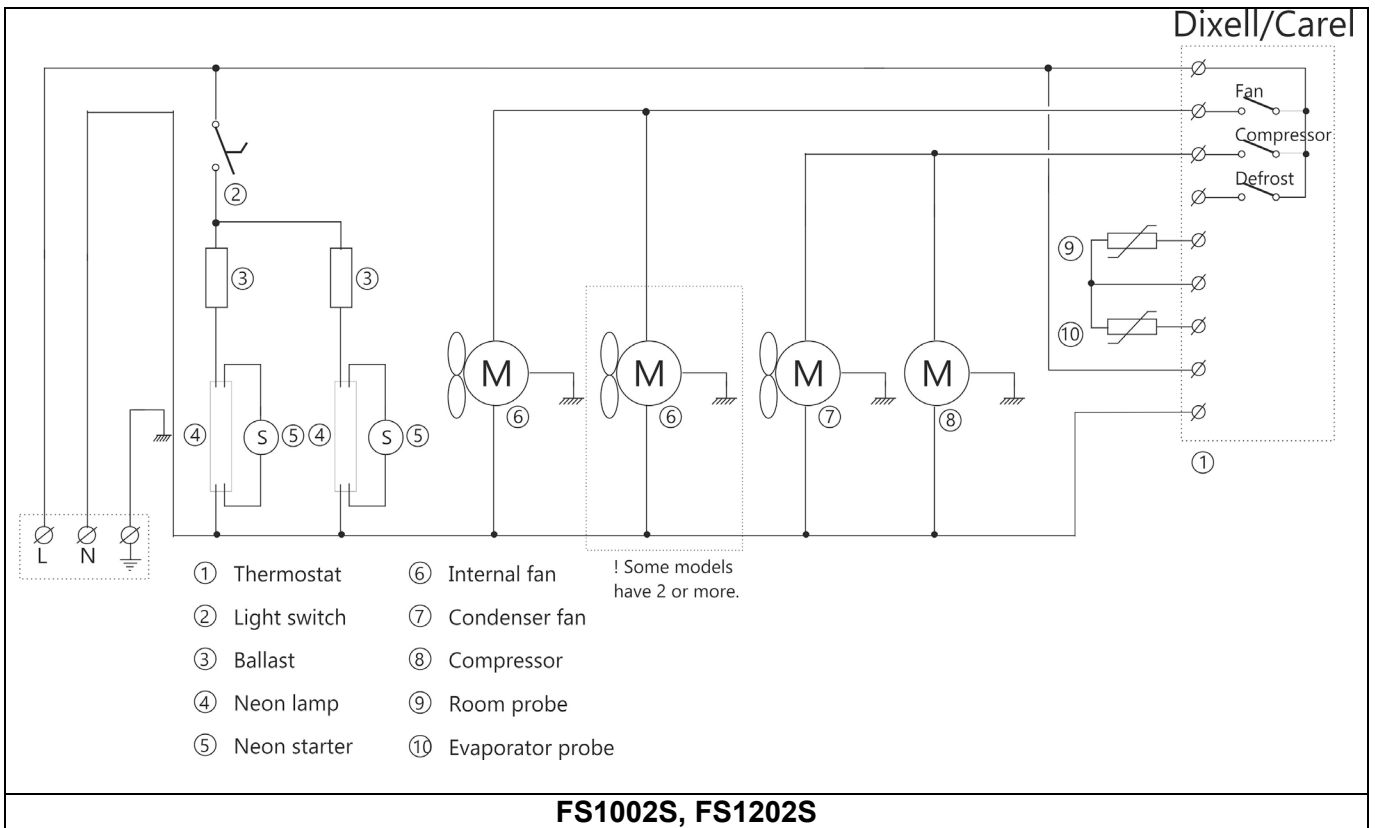 Dixell/Carel
Fan
Compressor
Defrost
②
③ ③
⑨
⑩
④ S ⑤ ④ S ⑤
M ⑥
M ⑥
M ⑦
M ⑧
①
L N
! Some models
have 2 or more.
① Thermostat
② Light switch
③ Ballast
④ Neon lamp
⑤ Neon starter
⑥ Internal fan
⑦ Condenser fan
⑧ Compressor
⑨ Room probe
⑩ Evaporator probe
FS1002S, FS1202S